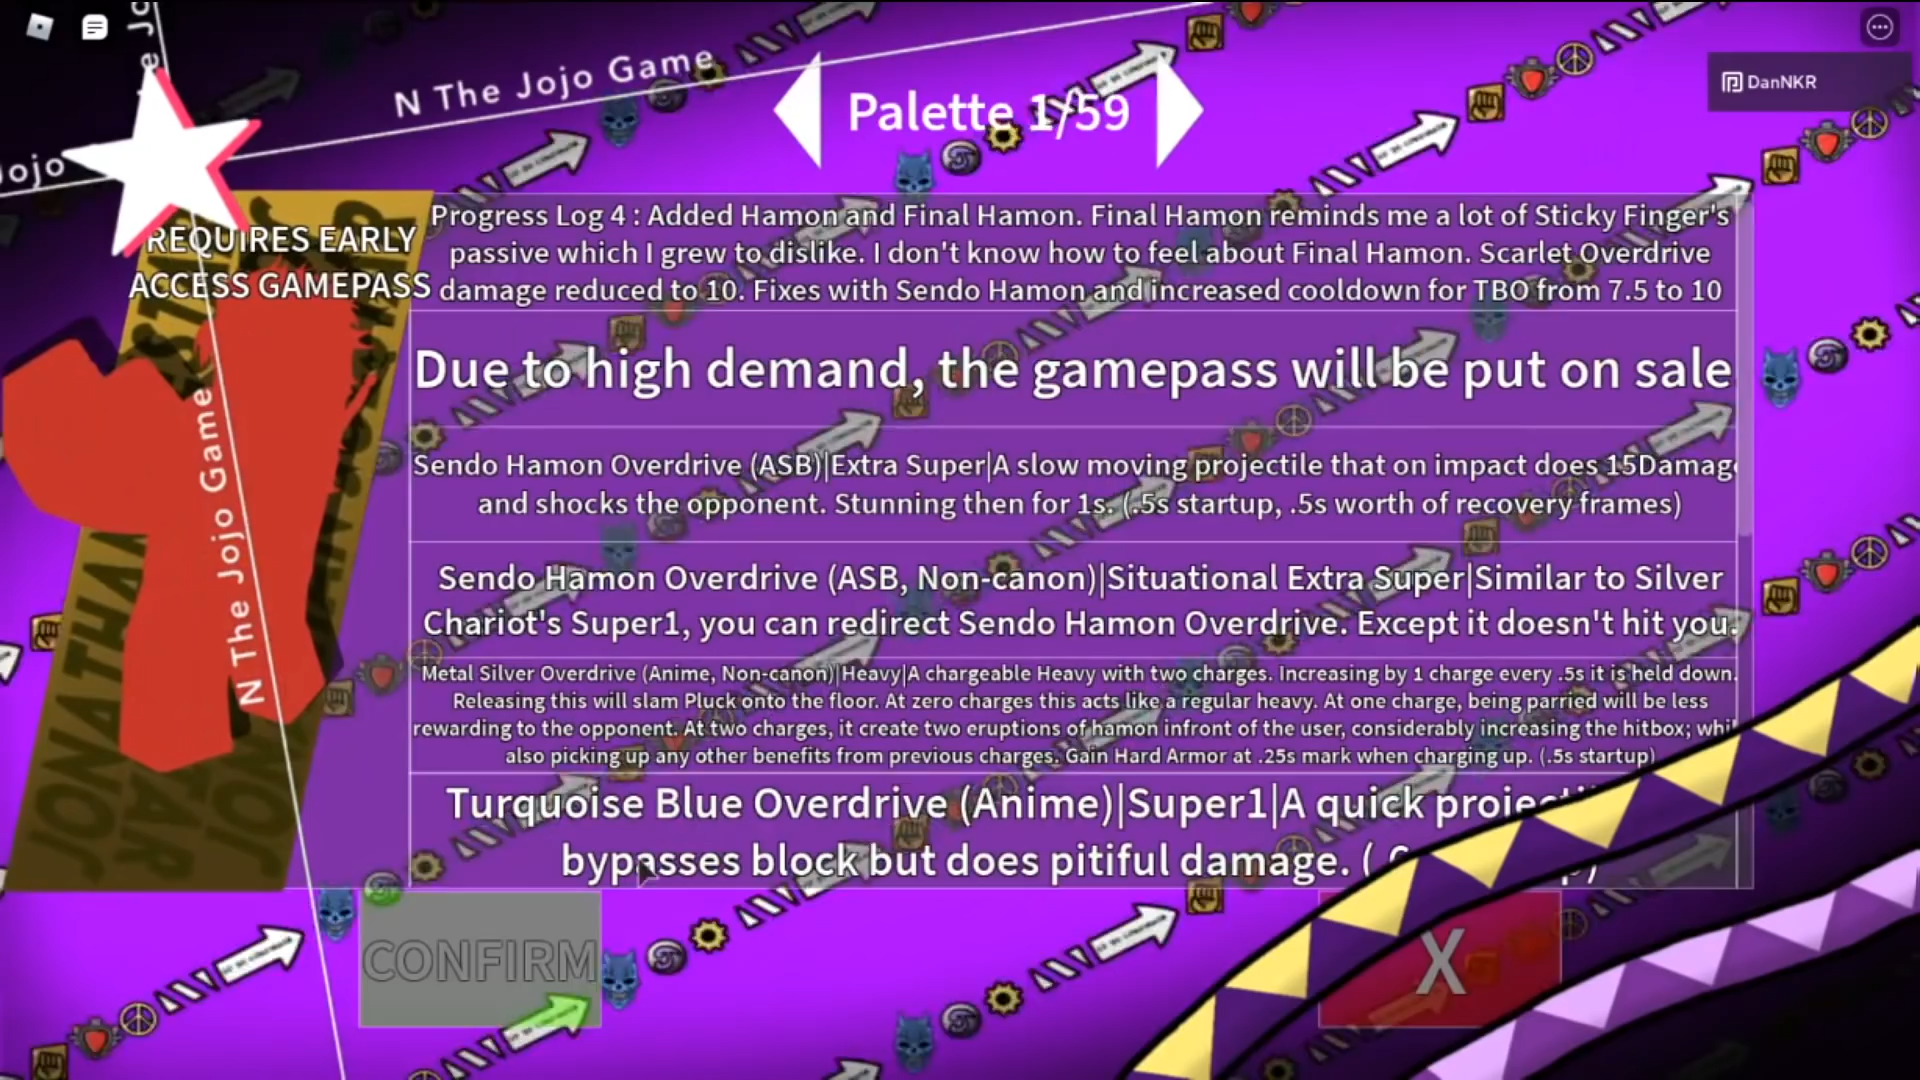 N The Jojo Game
Palette 1/59
DanNKR
Jojo
REQUIRES EARLY
ACCESS GAMEPASS
Progress Log 4 : Added Hamon and Final Hamon. Final Hamon reminds me a lot of Sticky Finger's
passive which I grew to dislike. I don't know how to feel about Final Hamon. Scarlet Overdrive
damage reduced to 10. Fixes with Sendo Hamon and increased cooldown for TBO from 7.5 to 10
Due to high demand, the gamepass will be put on sale
Sendo Hamon Overdrive (ASB)|Extra Super|A slow moving projectile that on impact does 15Damag
and shocks the opponent. Stunning then for 1s. (.5s startup, .5s worth of recovery frames)
Sendo Hamon Overdrive (ASB, Non-canon)|Situational Extra Super|Similar to Silver
Chariot's Super1, you can redirect Sendo Hamon Overdrive. Except it doesn't hit you.
Metal Silver Overdrive (Anime, Non-canon)|Heavy|A chargeable Heavy with two charges. Increasing by 1 charge every .5s it is held down.
Releasing this will slam Pluck onto the floor. At zero charges this acts like a regular heavy. At one charge, being parried will be less
rewarding to the opponent. At two charges, it create two eruptions of hamon infront of the user, considerably increasing the hitbox; whi
also picking up any other benefits from previous charges. Gain Hard Armor at .25s mark when charging up. (.5s startup)
Turquoise Blue Overdrive (Anime)|Super1|A quick
bypasses block but does pitiful damage. (
N The Jojo Game
JONATHAN
CONFIRM
X